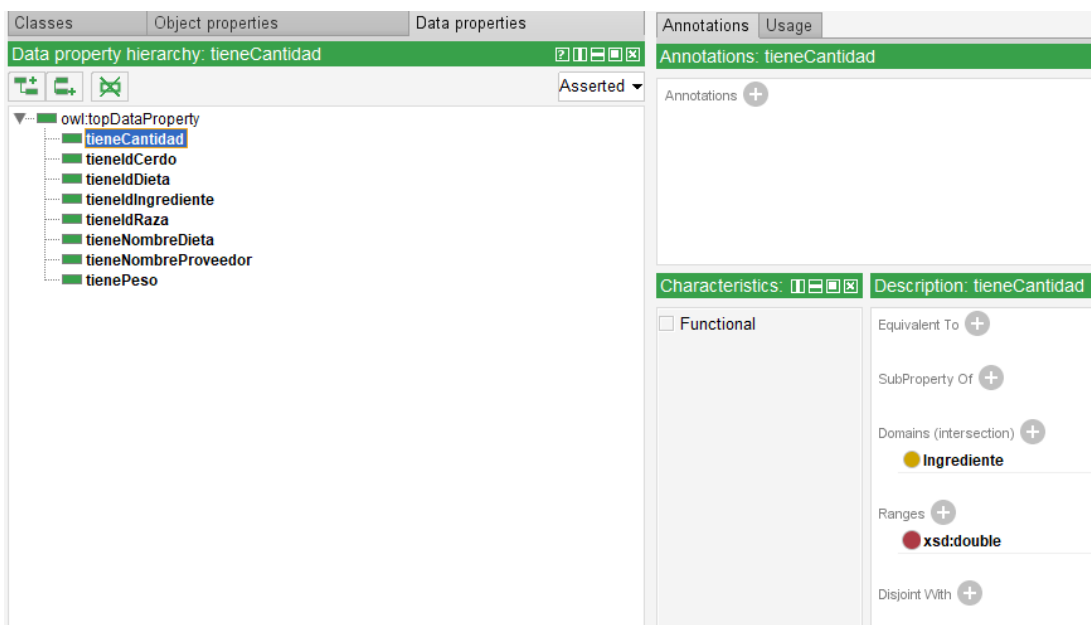 Classes Object properties Data properties
Data property hierarchy: tieneCantidad
Asserted
owl:topDataProperty
tieneCantidad
tieneIdCerdo
tieneIdDieta
tieneIdIngrediente
tieneIdRaza
tieneNombreDieta
tieneNombreProveedor
tienePeso
Annotations Usage
Annotations: tieneCantidad
Annotations
Characteristics:
Functional
Description: tieneCantidad
Equivalent To
SubProperty Of
Domains (intersection)
Ingrediente
Ranges
xsd:double
Disjoint With